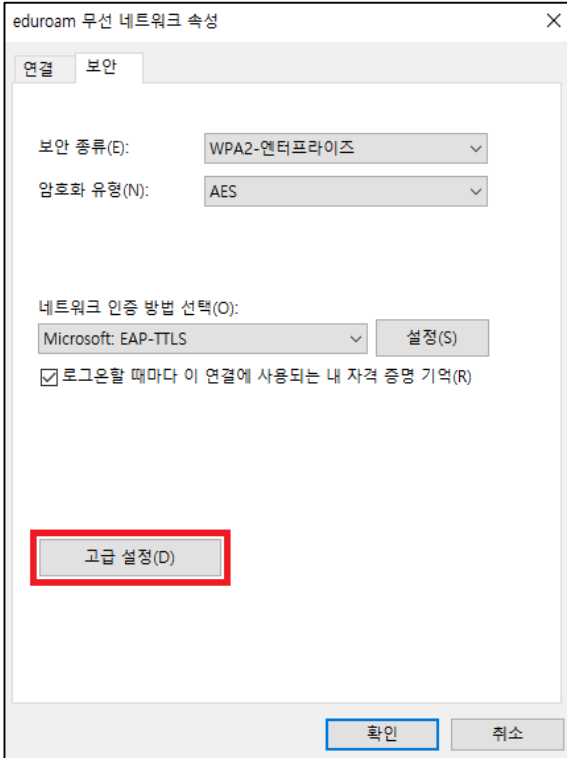 eduroam 무선 네트워크 속성
연결 보안
보안 종류(E): WPA2-엔터프라이즈
암호화 유형(N): AES
네트워크 인증 방법 선택(O):
Microsoft: EAP-TTLS 설정(S)
로그온할 때마다 이 연결에 사용되는 내 자격 증명 기억(R)
고급 설정(D)
확인 취소